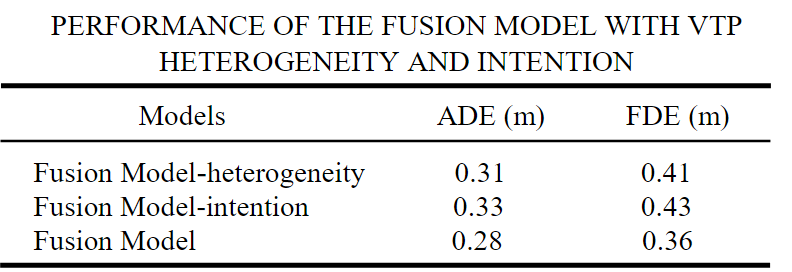 PERFORMANCE OF THE FUSION MODEL WITH VTP
HETEROGENEITY AND INTENTION
Models ADE (m) FDE (m)
Fusion Model-heterogeneity 0.31 0.41
Fusion Model-intention 0.33 0.43
Fusion Model 0.28 0.36